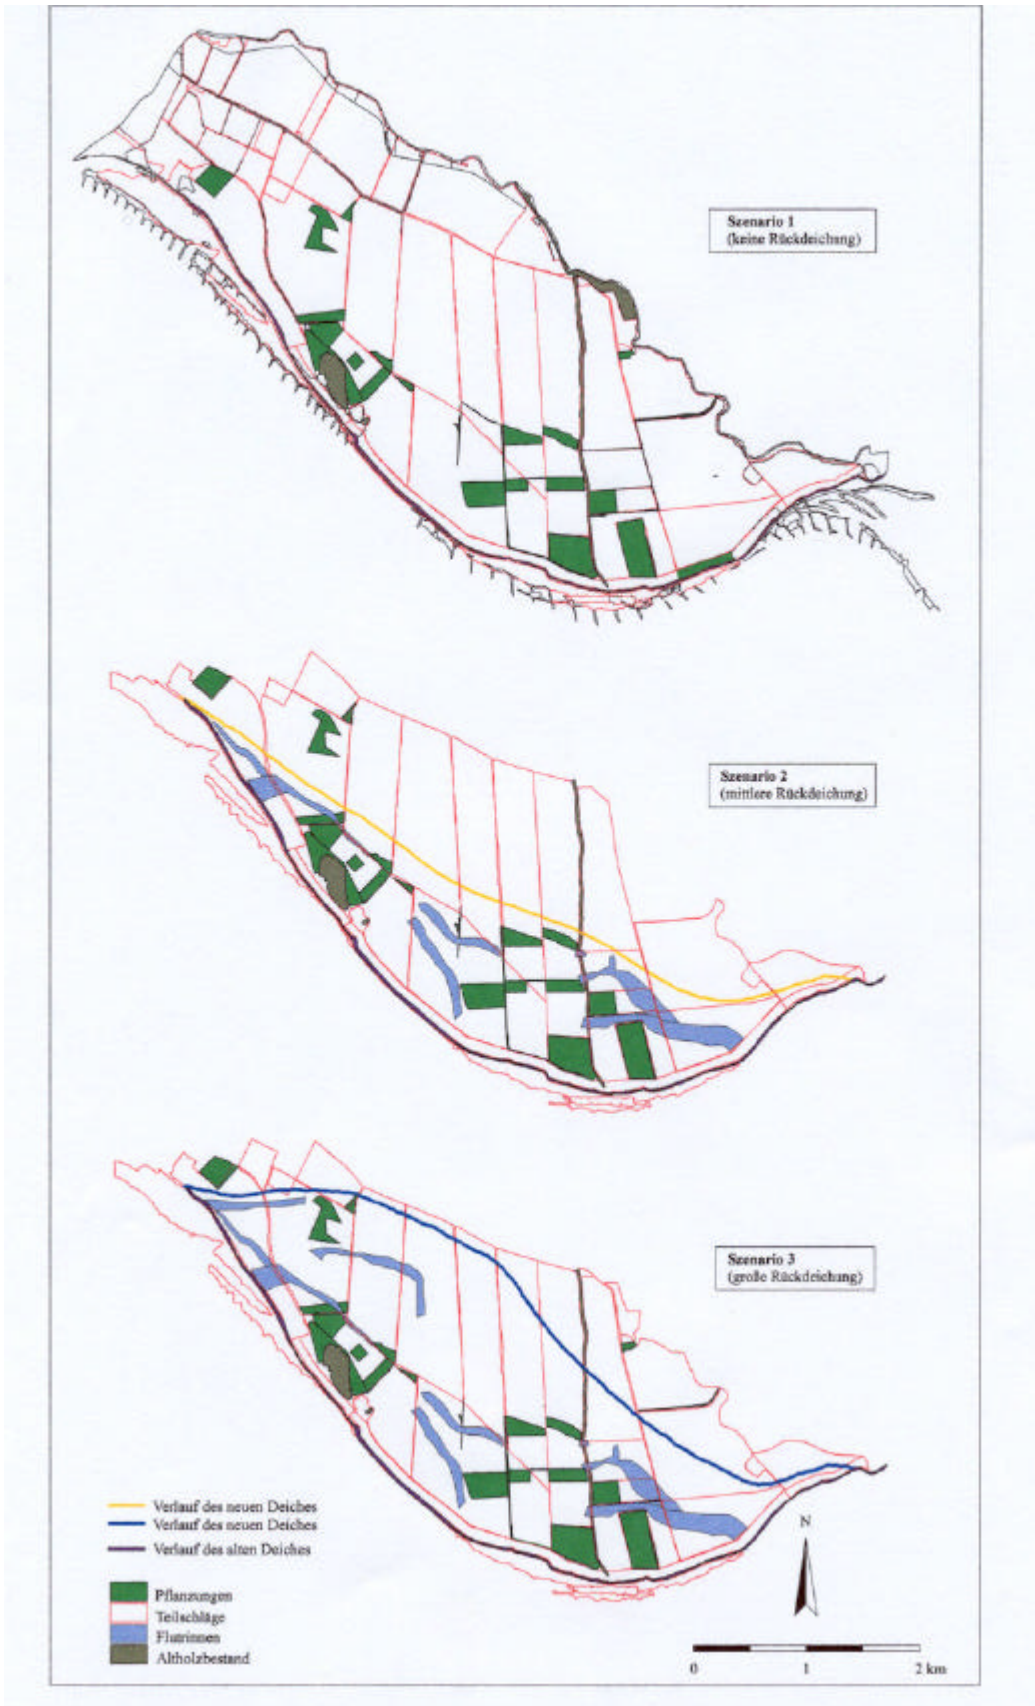 Szenario 1
(keine Rückdeichung)
Szenario 2
(mittlere Rückdeichung)
Szenario 3
(große Rückdeichung)
Verlauf des neuen Deiches
Verlauf des neuen Deiches
Verlauf des alten Deiches
N
Pflanzungen
Teilschläge
Flutrinnen
Altholzbestand
0 1 2 km